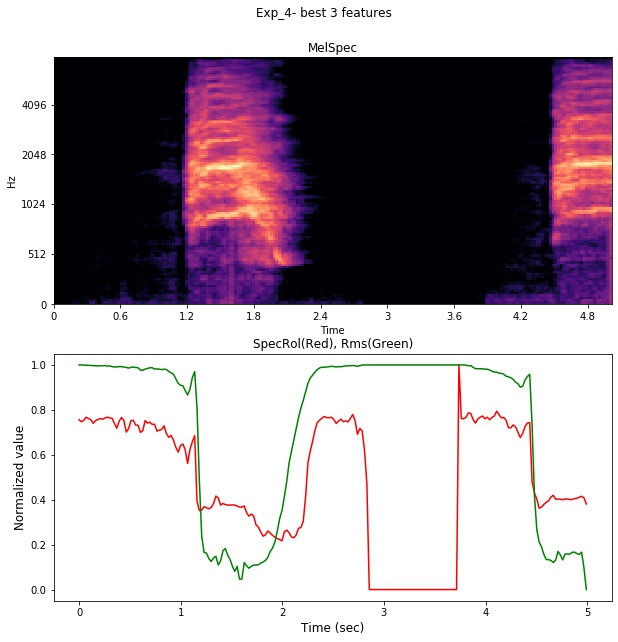 Exp_4- best 3 features
MelSpec
4096
2048
1024
512
0
Hz
0 0.6 1.2 1.8 2.4 3 3.6 4.2 4.8
Time
SpecRol(Red), Rms(Green)
1.0
0.8
0.6
0.4
0.2
0.0
Normalized value
0 1 2 3 4 5
Time (sec)